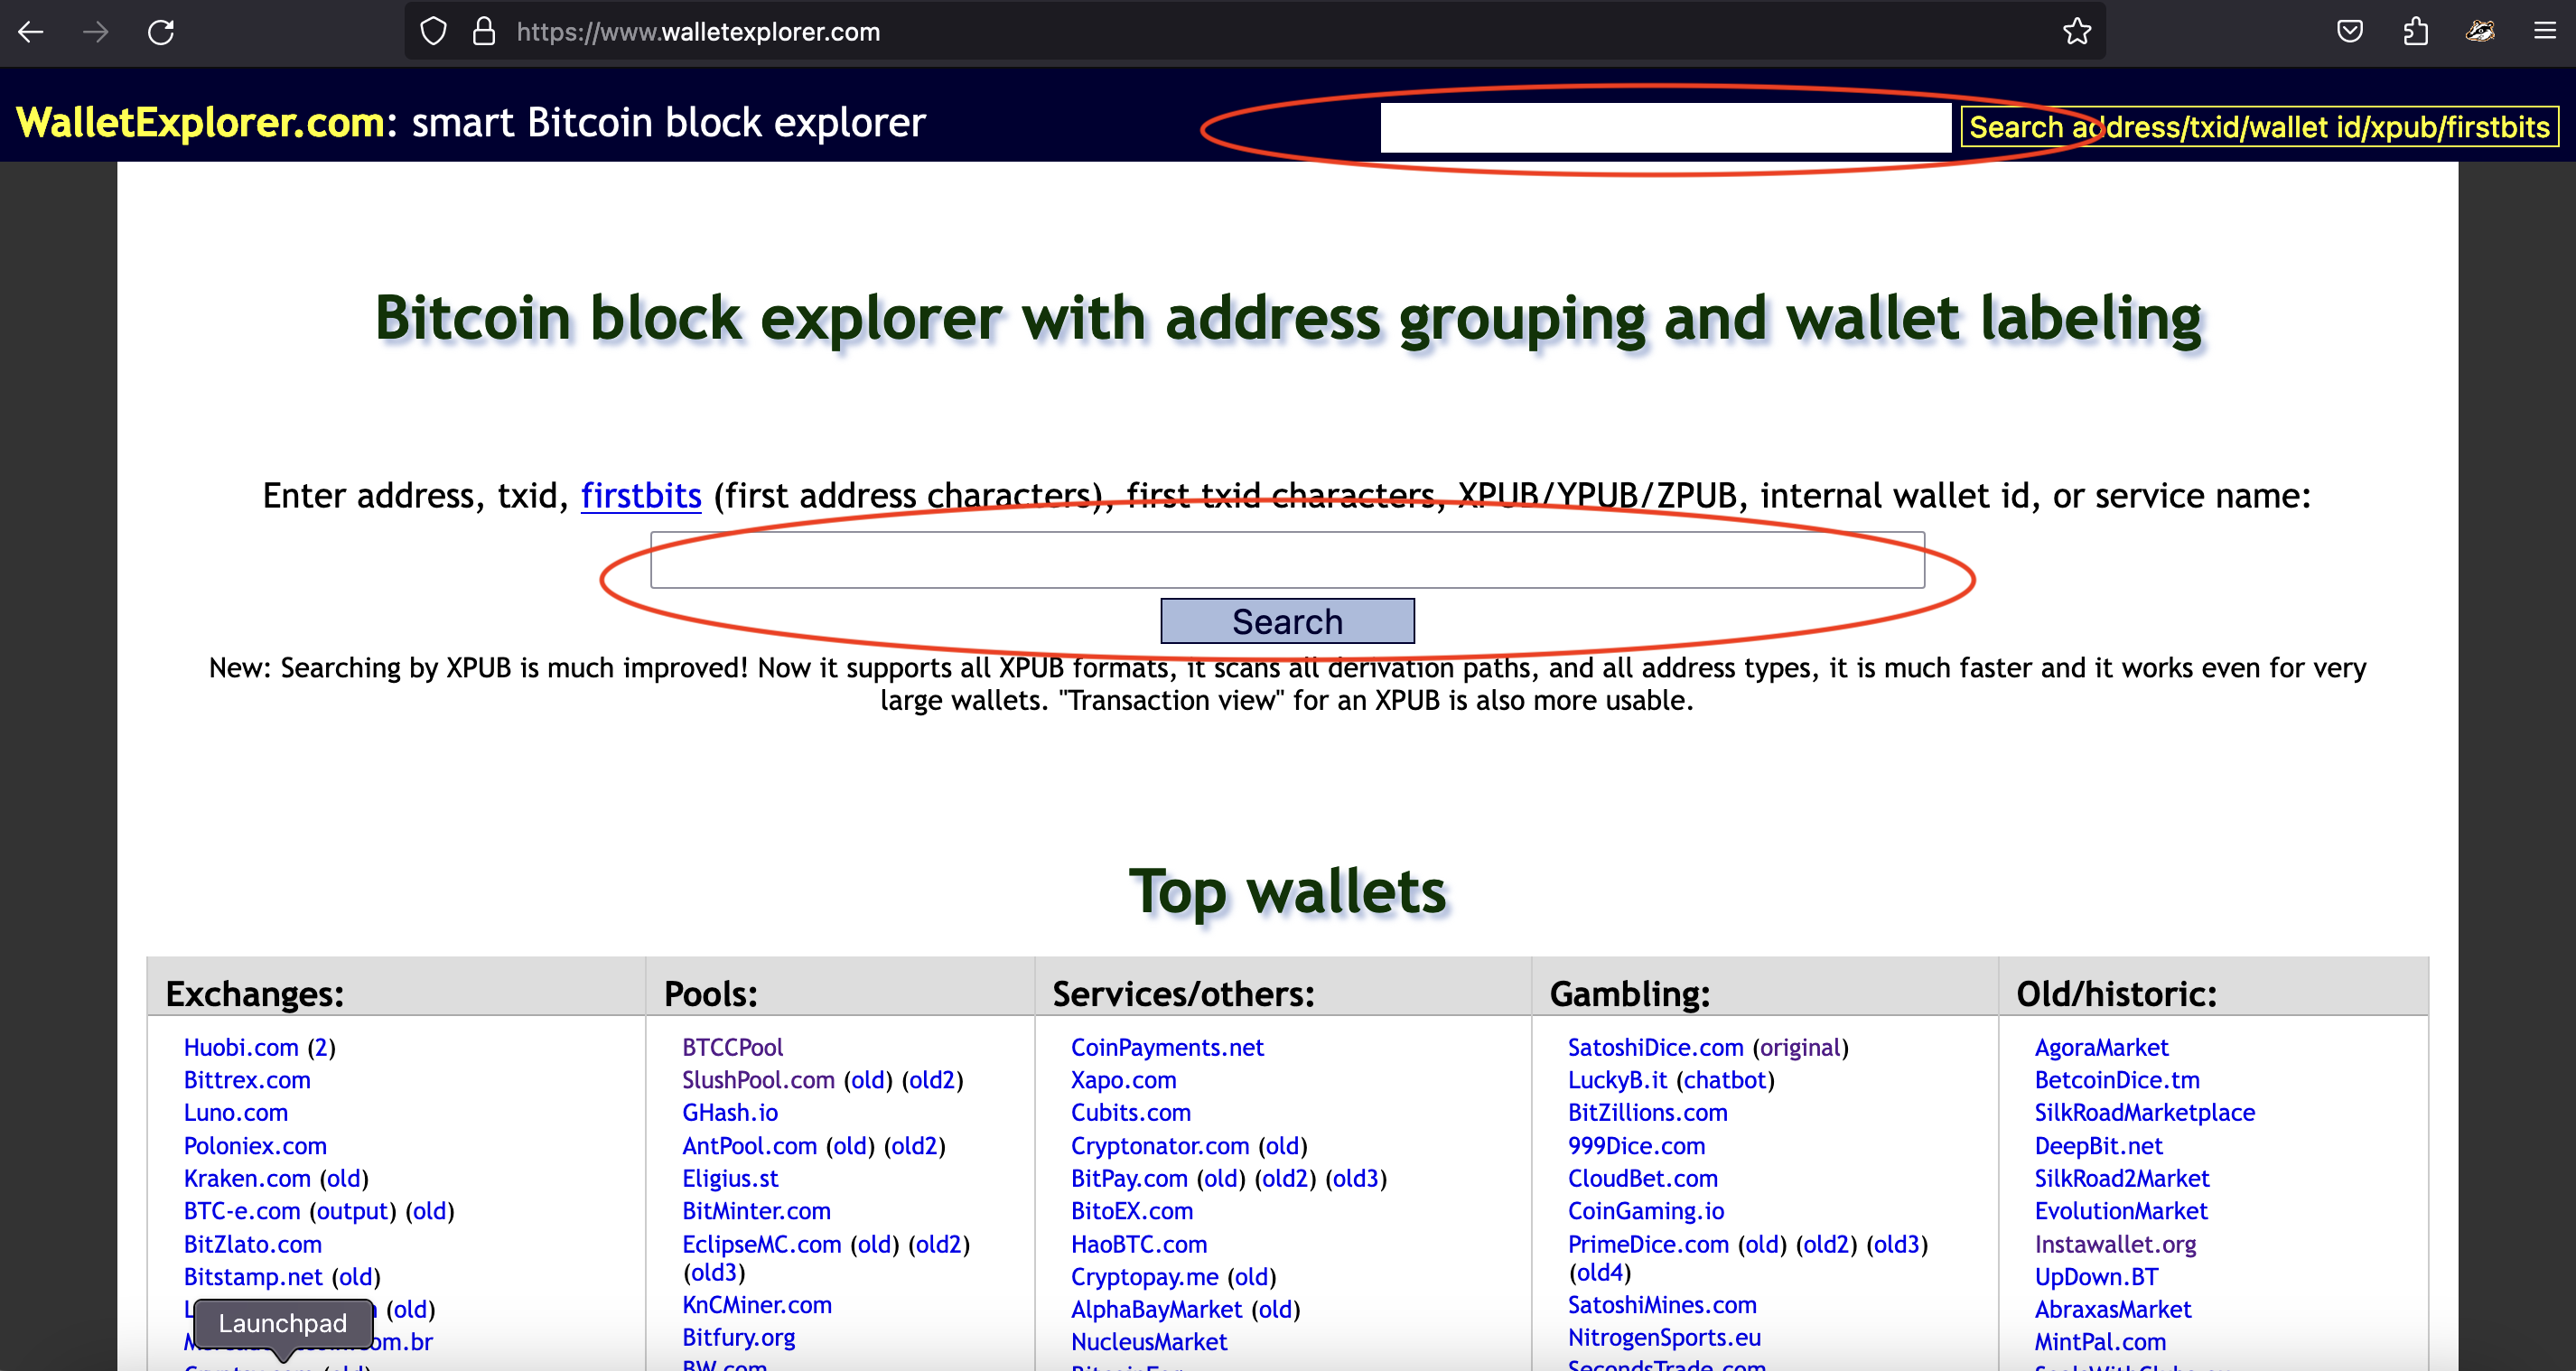 https://www.walletexplorer.com
WalletExplorer.com: smart Bitcoin block explorer
Search address/txid/wallet id/xpub/firstbits
Bitcoin block explorer with address grouping and wallet labeling
Enter address, txid, firstbits (first address characters), first txid characters, XPUB/YPUB/ZPUB, internal wallet id, or service name:
Search
New: Searching by XPUB is much improved! Now it supports all XPUB formats, it scans all derivation paths, and all address types, it is much faster and it works even for very
large wallets. "Transaction view" for an XPUB is also more usable.
Top wallets
Exchanges:
Huobi.com (2)
Bittrex.com
Luno.com
Poloniex.com
Kraken.com (old)
BTC-e.com (output) (old)
BitZlato.com
Bitstamp.net (old)
(old)
om.br
Launchpad
Pools:
BTCCPool
SlushPool.com (old) (old2)
GHash.io
AntPool.com (old) (old2)
Eligius.st
BitMinter.com
EclipseMC.com (old) (old2)
(old3)
KnCMiner.com
Bitfury.org
BW.com
Services/others:
CoinPayments.net
Xapo.com
Cubits.com
Cryptonator.com (old)
BitPay.com (old) (old2) (old3)
BitoEX.com
HaoBTC.com
Cryptopay.me (old)
AlphaBayMarket (old)
NucleusMarket
Gambling:
SatoshiDice.com (original)
LuckyB.it (chatbot)
BitZillions.com
999Dice.com
CloudBet.com
CoinGaming.io
PrimeDice.com (old) (old2) (old3)
(old4)
SatoshiMines.com
NitrogenSports.eu
SecondsTrade.com
Old/historic:
AgoraMarket
BetcoinDice.tm
SilkRoadMarketplace
DeepBit.net
SilkRoad2Market
EvolutionMarket
Instawallet.org
UpDown.BT
AbraxasMarket
MintPal.com